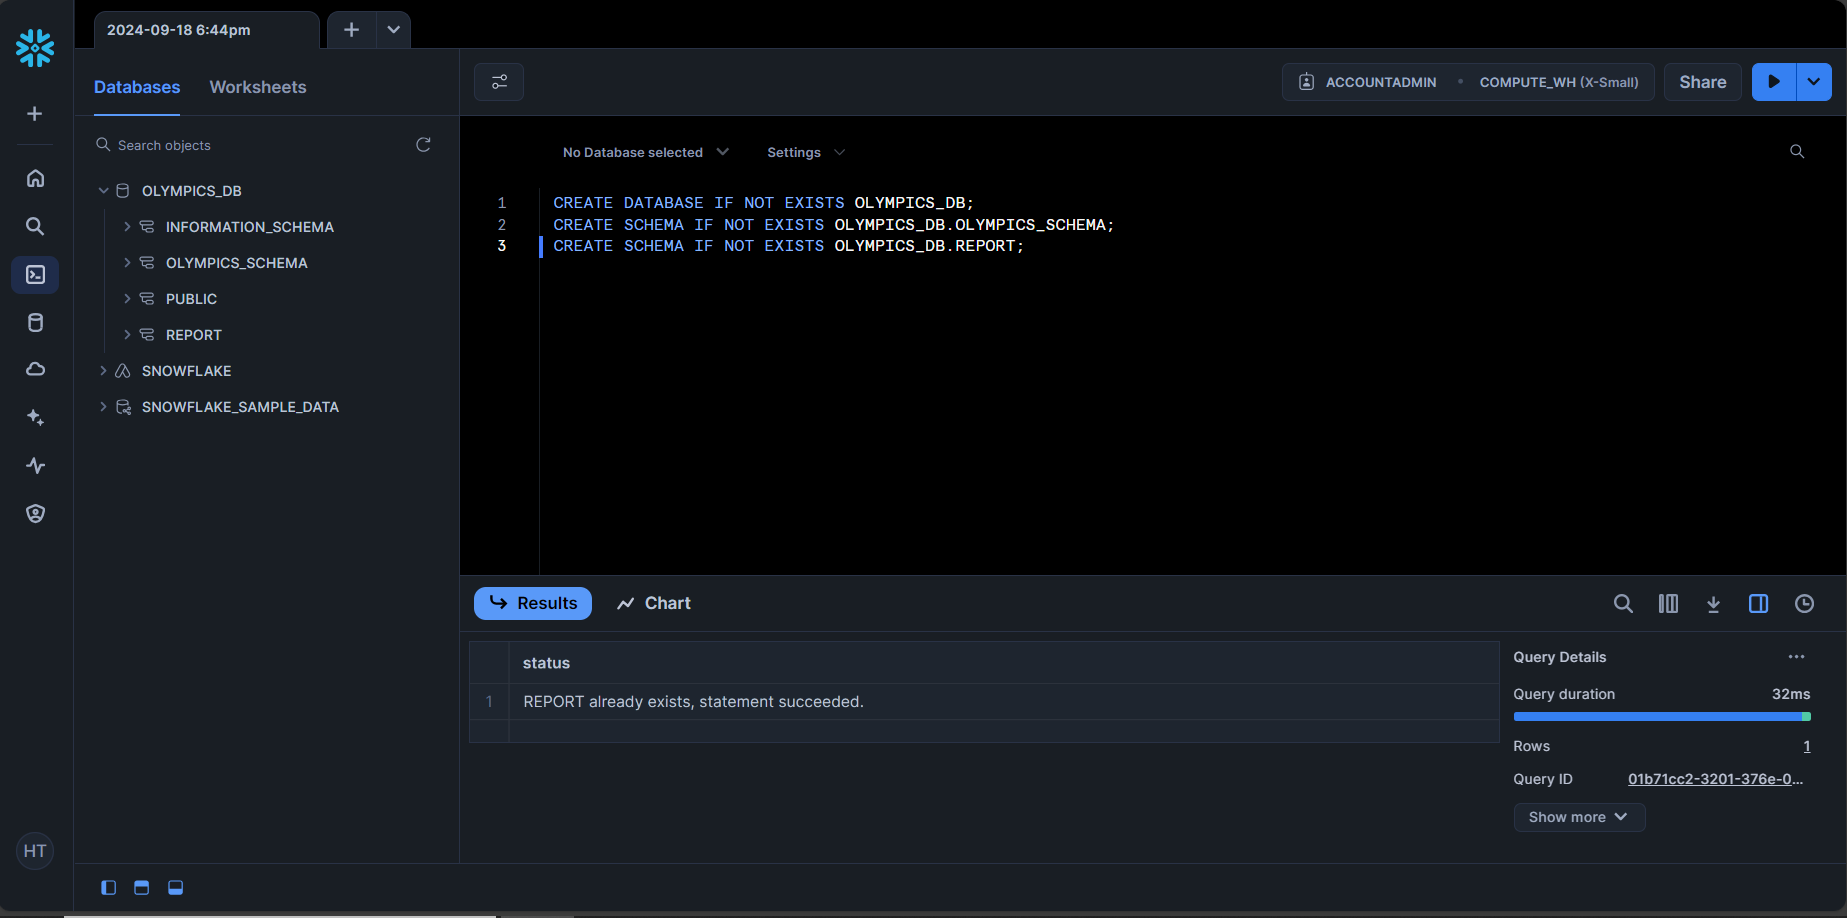 2024-09-18 6:44pm
Databases
Worksheets
Search objects
OLYMPICS_DB
INFORMATION_SCHEMA
OLYMPICS_SCHEMA
PUBLIC
REPORT
SNOWFLAKE
SNOWFLAKE_SAMPLE_DATA
HT
ACCOUNTADMIN
COMPUTE_WH (X-Small)
Share
No Database selected
Settings
1 CREATE DATABASE IF NOT EXISTS OLYMPICS_DB;
2 CREATE SCHEMA IF NOT EXISTS OLYMPICS_DB.OLYMPICS_SCHEMA;
3 CREATE SCHEMA IF NOT EXISTS OLYMPICS_DB.REPORT;
Results
Chart
status
1 REPORT already exists, statement succeeded.
Query Details
Query duration 32ms
Rows 1
Query ID 01b71cc2-3201-376e-0...
Show more